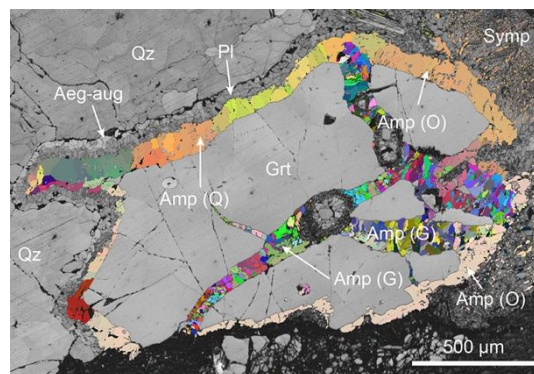 Symp
Qz
Pl
Aeg-aug
Amp (O)
Grt
Amp (Q)
Qz
Amp (G)
Amp (G)
Amp (O)
500 µm